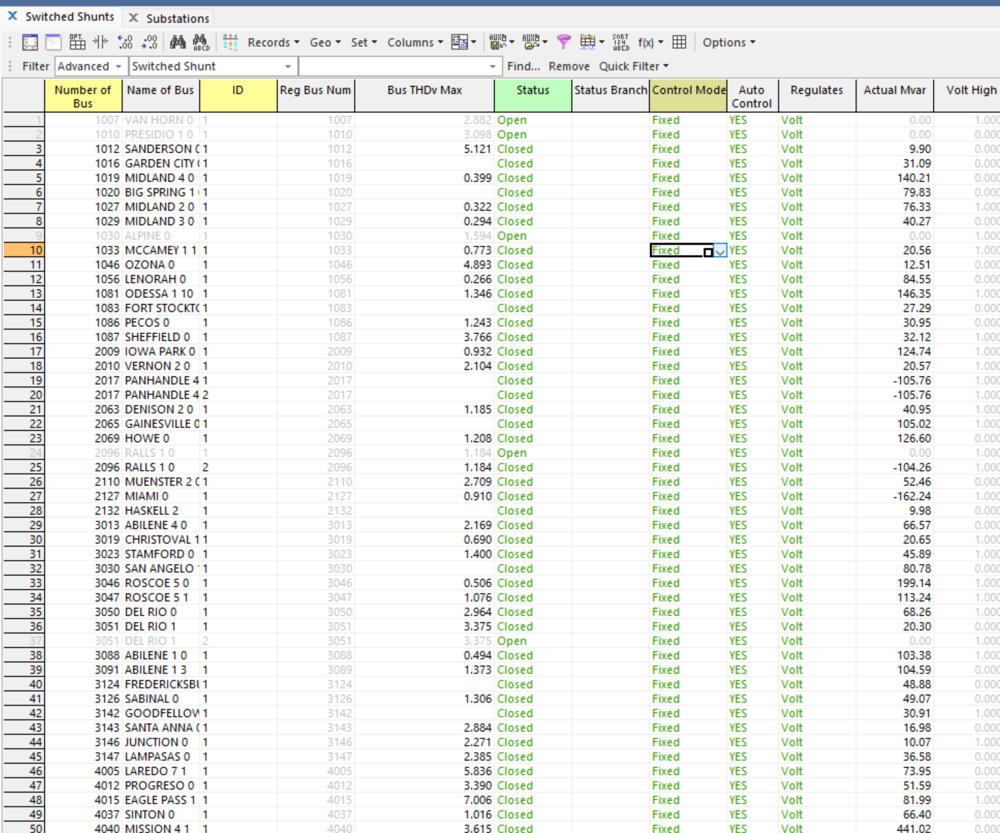 Switched Shunts Substations
Records Geo Set Columns AUXB AUXB SORT 124 ABCD f(x) Options
Filter Advanced Switched Shunt Find... Remove Quick Filter
Number of Bus Name of Bus ID Reg Bus Num Bus THDv Max Status Status Branch Control Mode Auto Control Regulates Actual Mvar Volt High
1 1007 VAN HORN 0 1 1007 2.882 Open Fixed YES Volt 0.00 1.000
2 1010 PRESIDIO 1 0 1 1010 3.098 Open Fixed YES Volt 0.00 0.000
3 1012 SANDERSON 0 1 1012 5.121 Closed Fixed YES Volt 9.90 0.000
4 1016 GARDEN CITY 1 1016 Closed Fixed YES Volt 31.09 0.000
5 1019 MIDLAND 4 0 1 1019 0.399 Closed Fixed YES Volt 140.21 0.000
6 1020 BIG SPRING 1 1 1020 Closed Fixed YES Volt 79.83 0.000
7 1027 MIDLAND 2 0 1 1027 0.322 Closed Fixed YES Volt 76.33 1.000
8 1029 MIDLAND 3 0 1 1029 0.294 Closed Fixed YES Volt 40.27 0.000
9 1030 ALPINE 0 1 1030 1.594 Open Fixed YES Volt 0.00 1.000
10 1033 MCCAMEY 1 1 1 1033 0.773 Closed Fixed YES Volt 20.56 1.000
11 1046 OZONA 0 1 1046 4.893 Closed Fixed YES Volt 12.51 0.000
12 1056 LENORAH 0 1 1056 0.266 Closed Fixed YES Volt 84.55 0.000
13 1081 ODESSA 1 10 1 1081 1.346 Closed Fixed YES Volt 146.35 1.000
14 1083 FORT STOCKT 1 1083 Closed Fixed YES Volt 27.29 0.000
15 1086 PECOS 0 1 1086 1.243 Closed Fixed YES Volt 30.95 0.000
16 1087 SHEFFIELD 0 1 1087 3.766 Closed Fixed YES Volt 32.12 0.000
17 2009 IOWA PARK 0 1 2009 0.932 Closed Fixed YES Volt 124.74 1.000
18 2010 VERNON 2 0 1 2010 2.104 Closed Fixed YES Volt 20.57 1.000
19 2017 PANHANDLE 4 1 2017 Closed Fixed YES Volt -105.76 1.000
20 2017 PANHANDLE 4 2 2017 Closed Fixed YES Volt -105.76 1.000
21 2063 DENISON 2 0 1 2063 1.185 Closed Fixed YES Volt 40.95 1.000
22 2065 GAINESVILLE 0 1 2065 Closed Fixed YES Volt 105.02 1.000
23 2069 HOWE 0 1 2069 1.208 Closed Fixed YES Volt 126.60 1.000
24 2096 RALLS 1 0 1 2096 1.184 Open Fixed YES Volt 0.00 1.000
25 2096 RALLS 1 0 2 2096 1.184 Closed Fixed YES Volt -104.26 1.000
26 2110 MUENSTER 2 0 1 2110 2.709 Closed Fixed YES Volt 52.46 1.000
27 2127 MIAMI 0 1 2127 0.910 Closed Fixed YES Volt -162.24 1.000
28 2132 HASKELL 2 1 2132 Closed Fixed YES Volt 9.98 0.000
29 3013 ABILENE 4 0 1 3013 2.169 Closed Fixed YES Volt 66.57 1.000
30 3019 CHRISTOVAL 1 1 3019 0.690 Closed Fixed YES Volt 20.65 1.000
31 3023 STAMFORD 0 1 3023 1.400 Closed Fixed YES Volt 45.89 1.000
32 3030 SAN ANGELO 1 3030 Closed Fixed YES Volt 80.78 0.000
33 3046 ROSCOE 5 0 1 3046 0.506 Closed Fixed YES Volt 199.14 1.000
34 3047 ROSCOE 5 1 1 3047 1.076 Closed Fixed YES Volt 113.24 1.000
35 3050 DEL RIO 0 1 3050 2.964 Closed Fixed YES Volt 68.26 0.000
36 3051 DEL RIO 1 1 3051 3.375 Closed Fixed YES Volt 20.30 0.000
37 3051 DEL RIO 1 2 3051 3.375 Open Fixed YES Volt 0.00 1.000
38 3088 ABILENE 1 0 1 3088 0.494 Closed Fixed YES Volt 103.38 1.000
39 3091 ABILENE 1 3 1 3089 1.373 Closed Fixed YES Volt 104.59 1.000
40 3124 FREDERICKSBU 1 3124 Closed Fixed YES Volt 48.88 0.000
41 3126 SABINAL 0 1 3126 1.306 Closed Fixed YES Volt 49.07 0.000
42 3142 GOODFELLOW 1 3142 Closed Fixed YES Volt 30.91 1.000
43 3143 SANTA ANNA 1 3143 2.884 Closed Fixed YES Volt 16.98 0.000
44 3146 JUNCTION 0 1 3146 2.271 Closed Fixed YES Volt 10.07 1.000
45 3147 LAMPASAS 0 1 3147 2.385 Closed Fixed YES Volt 36.58 0.000
46 4005 LAREDO 7 1 1 4005 5.836 Closed Fixed YES Volt 73.95 0.000
47 4012 PROGRESO 0 1 4012 3.390 Closed Fixed YES Volt 51.59 0.000
48 4015 EAGLE PASS 1 1 4015 7.006 Closed Fixed YES Volt 81.99 1.000
49 4037 SINTON 0 1 4037 1.016 Closed Fixed YES Volt 66.40 0.000
50 4040 MISSION 4 1 1 4040 3.615 Closed Fixed YES Volt 441.02 0.000